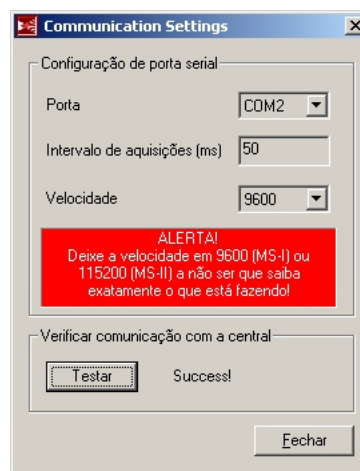 Communication Settings
Configuração de porta serial
Porta
COM2
Intervalo de aquisições (ms)
50
Velocidade
9600
ALERTA!
Deixe a velocidade em 9600 (MS-I) ou
115200 (MS-II) a não ser que saiba
exatamente o que está fazendo!
Verificar comunicação com a central
Testar
Success!
Fechar